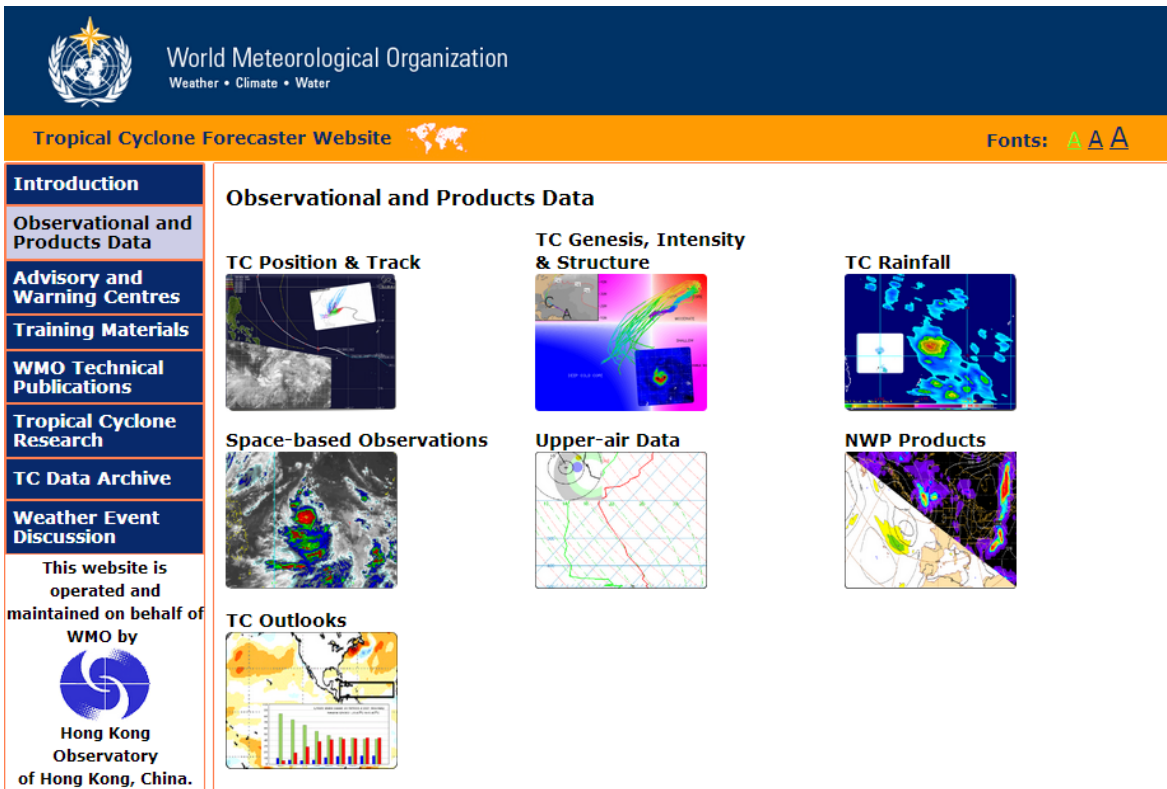 World Meteorological Organization
Weather • Climate • Water
Tropical Cyclone Forecaster Website
Fonts: A A A
Introduction
Observational and
Products Data
Advisory and
Warning Centres
Training Materials
WMO Technical
Publications
Tropical Cyclone
Research
TC Data Archive
Weather Event
Discussion
This website is
operated and
maintained on behalf of
WMO by
Hong Kong
Observatory
of Hong Kong, China.
Observational and Products Data
TC Position & Track
TC Genesis, Intensity
& Structure
C
A
DEEP COLD CORE
TC Rainfall
Space-based Observations
Upper-air Data
NWP Products
TC Outlooks